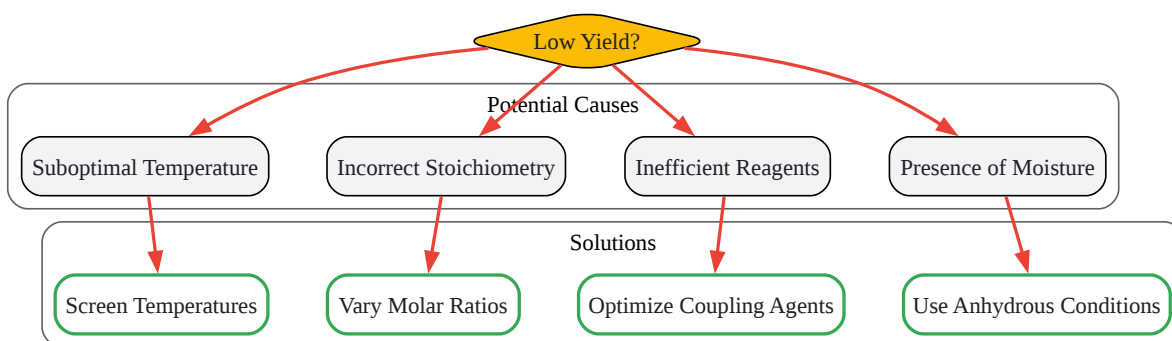 Low Yield?
Potential Causes
Suboptimal Temperature
Incorrect Stoichiometry
Inefficient Reagents
Presence of Moisture
Solutions
Screen Temperatures
Vary Molar Ratios
Optimize Coupling Agents
Use Anhydrous Conditions